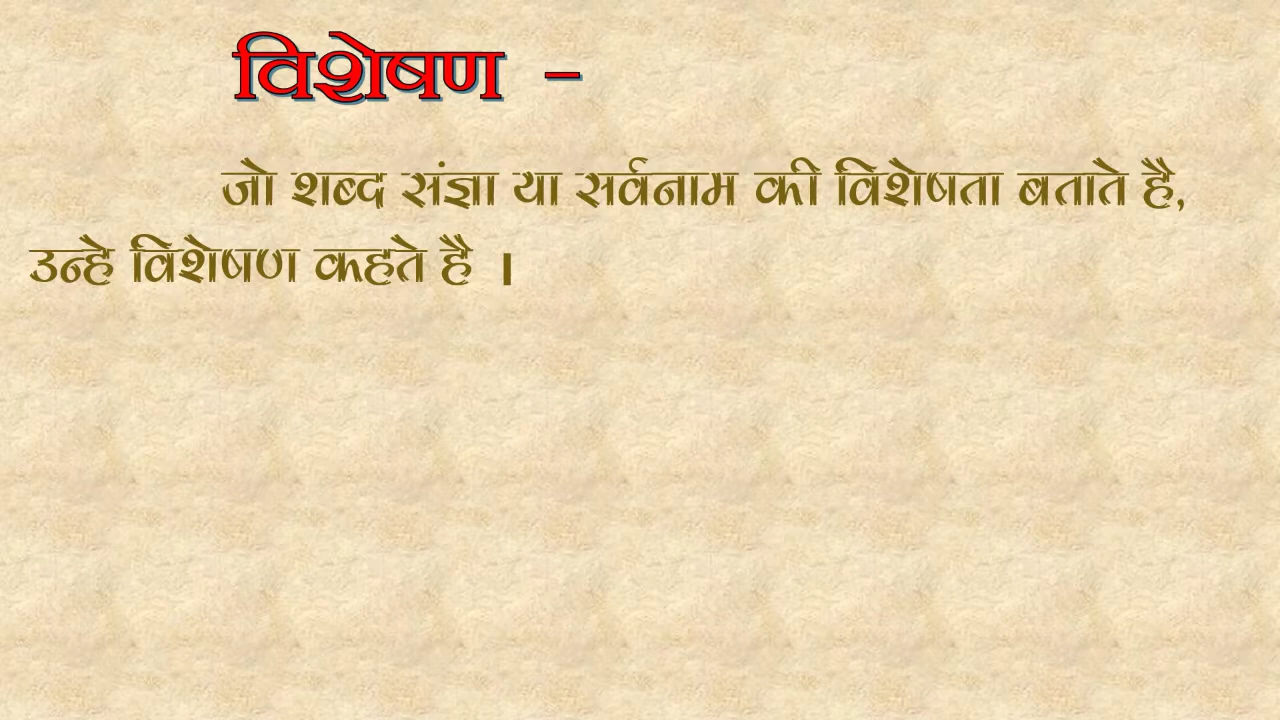 विशेषण -
जो शब्द संज्ञा या सर्वनाम की विशेषता बताते है,
उन्हे विशेषण कहते है ।